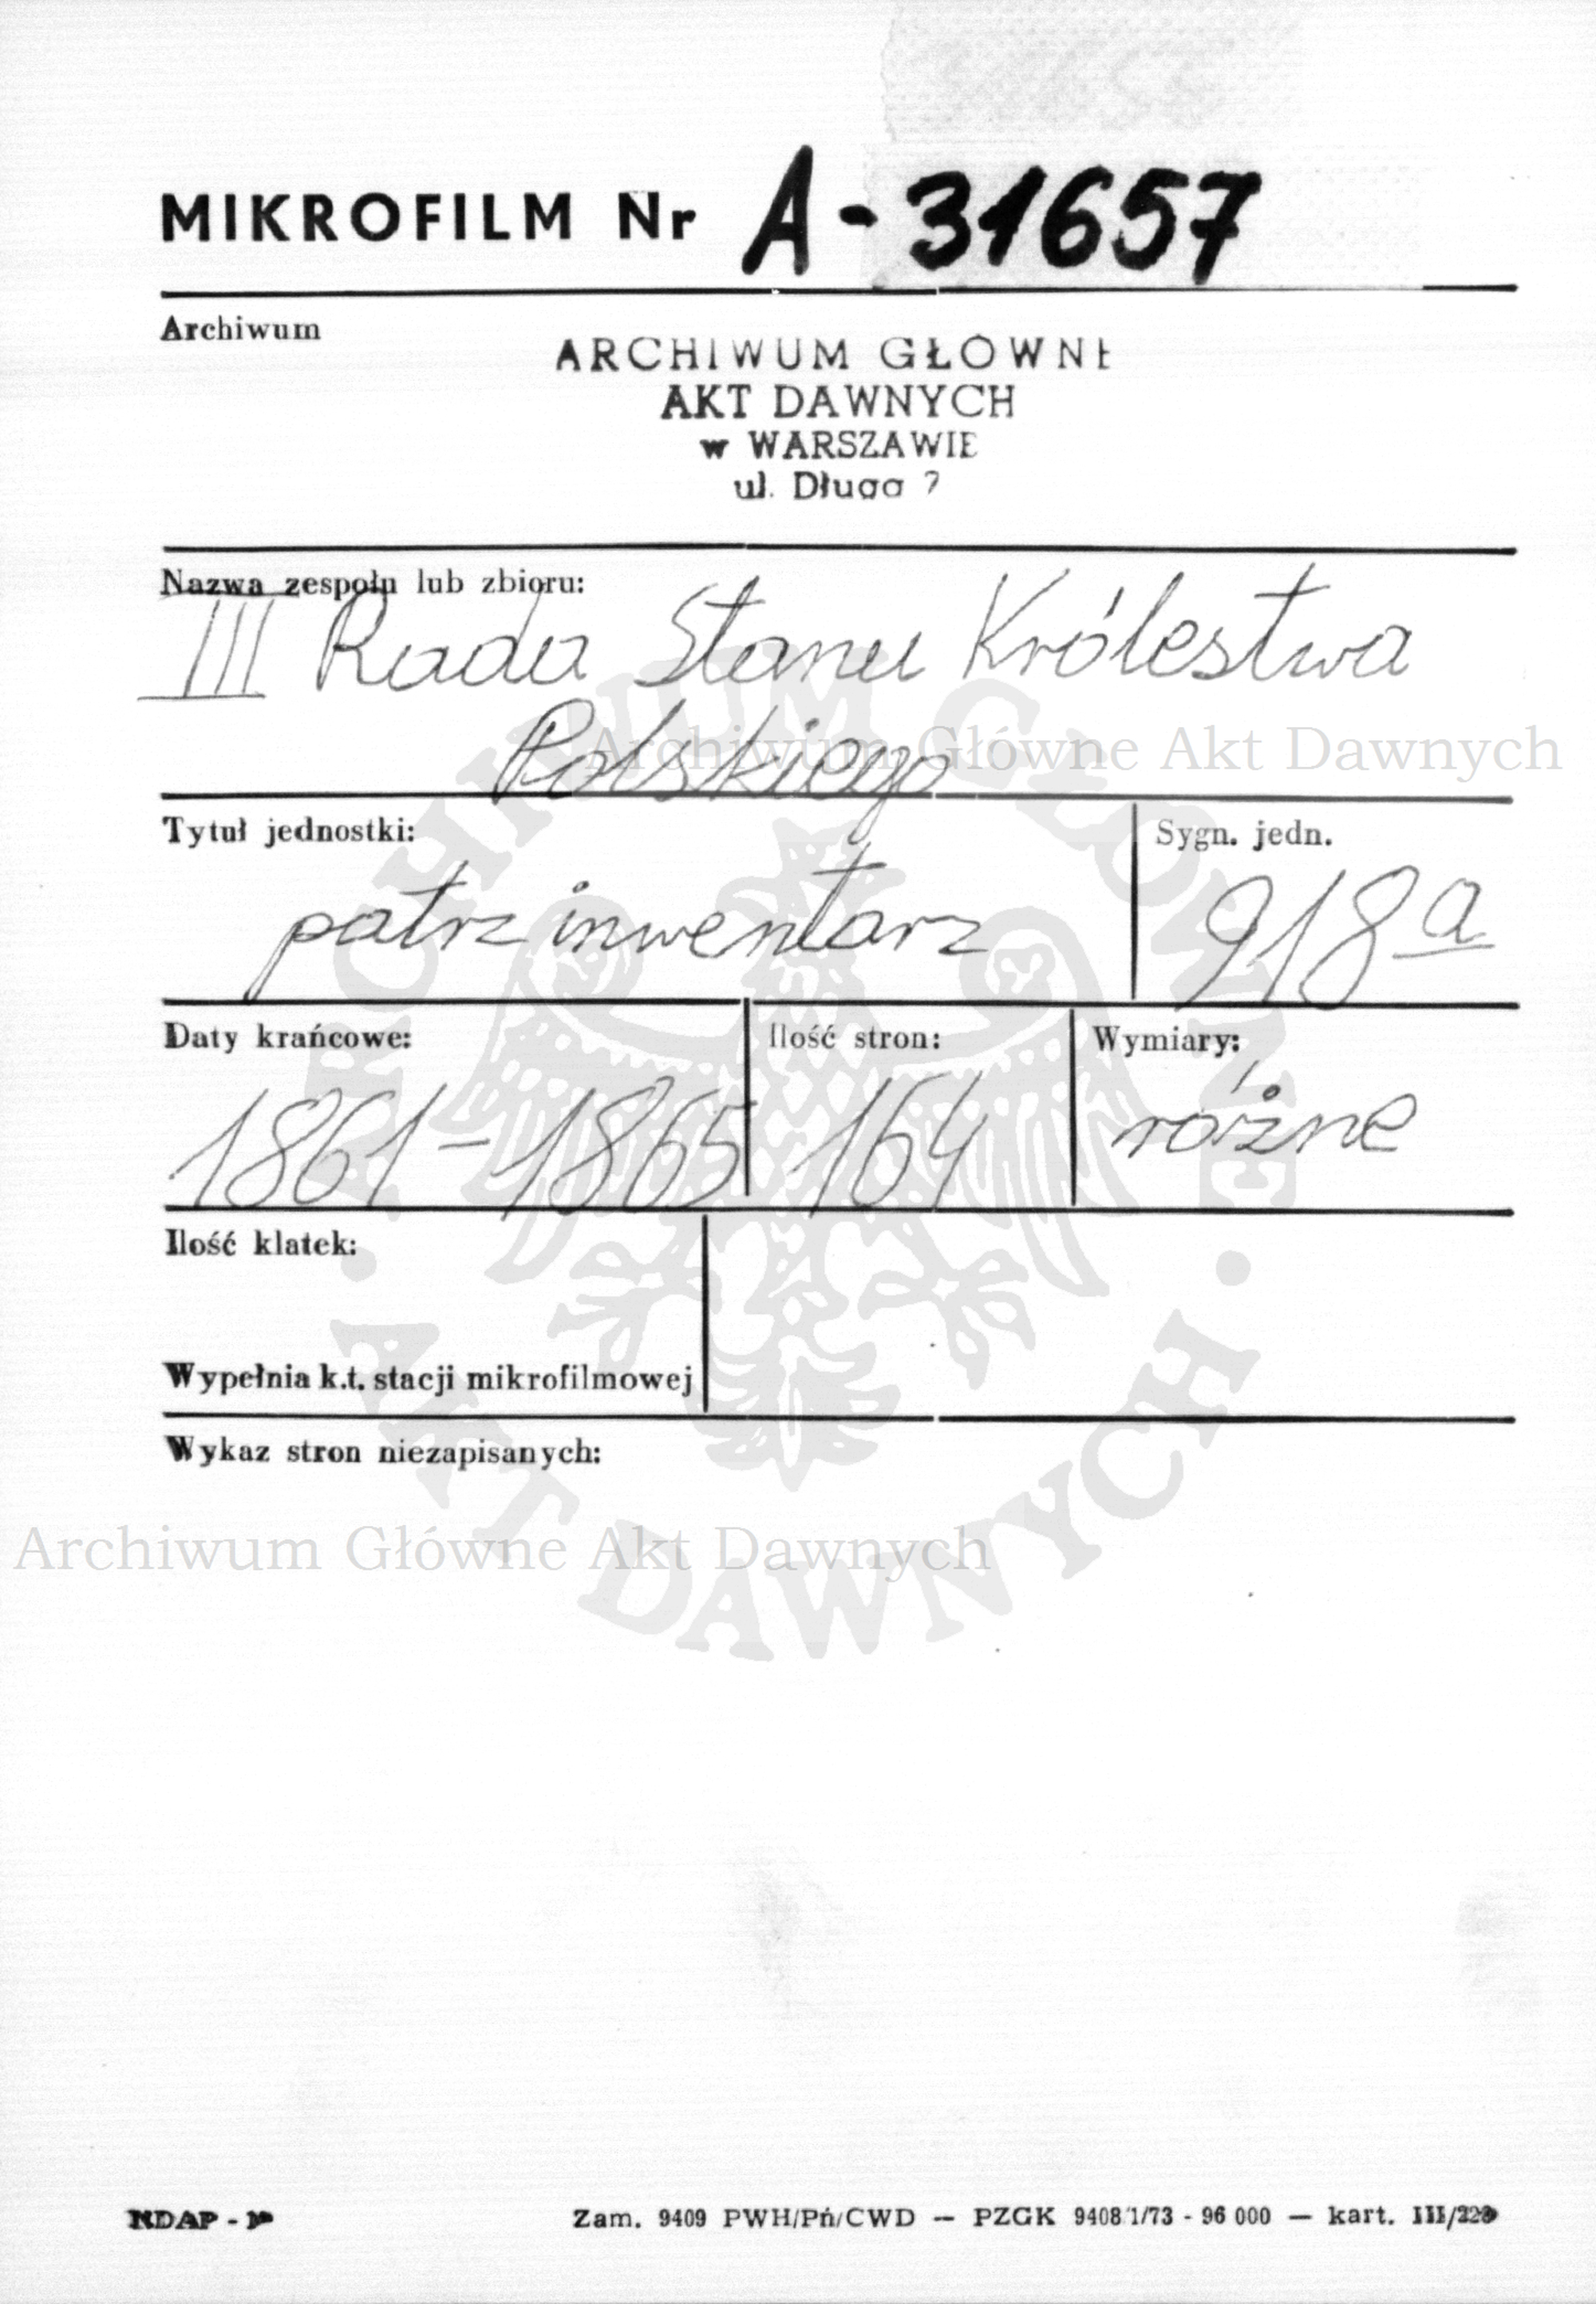 MIKROFILM Nr A-31657
Archiwum
ARCHIWUM GŁÓWNE
AKT DAWNYCH
w WARSZAWIE
ul. Długa 7
Nazwa zespołu lub zbioru:
III Rada Stanu Królestwa
Polskiego
Archiwum Główne Akt Dawnych
Tytuł jednostki:
Sygn. jedn.
patrz inwentarz
918a
Daty krańcowe:
Ilość stron:
Wymiary:
1861-1865
164
różne
Ilość klatek:
Wypełnia k.t. stacji mikrofilmowej
Wykaz stron niezapisanych:
Archiwum Główne Akt Dawnych
ARCHIWUM GŁÓWNE
• AKT DAWNYCH •
NDAP -
Zam. 9409 PWH/Pń/CWD — PZGK 9408/1/73 - 96 000 — kart. III/